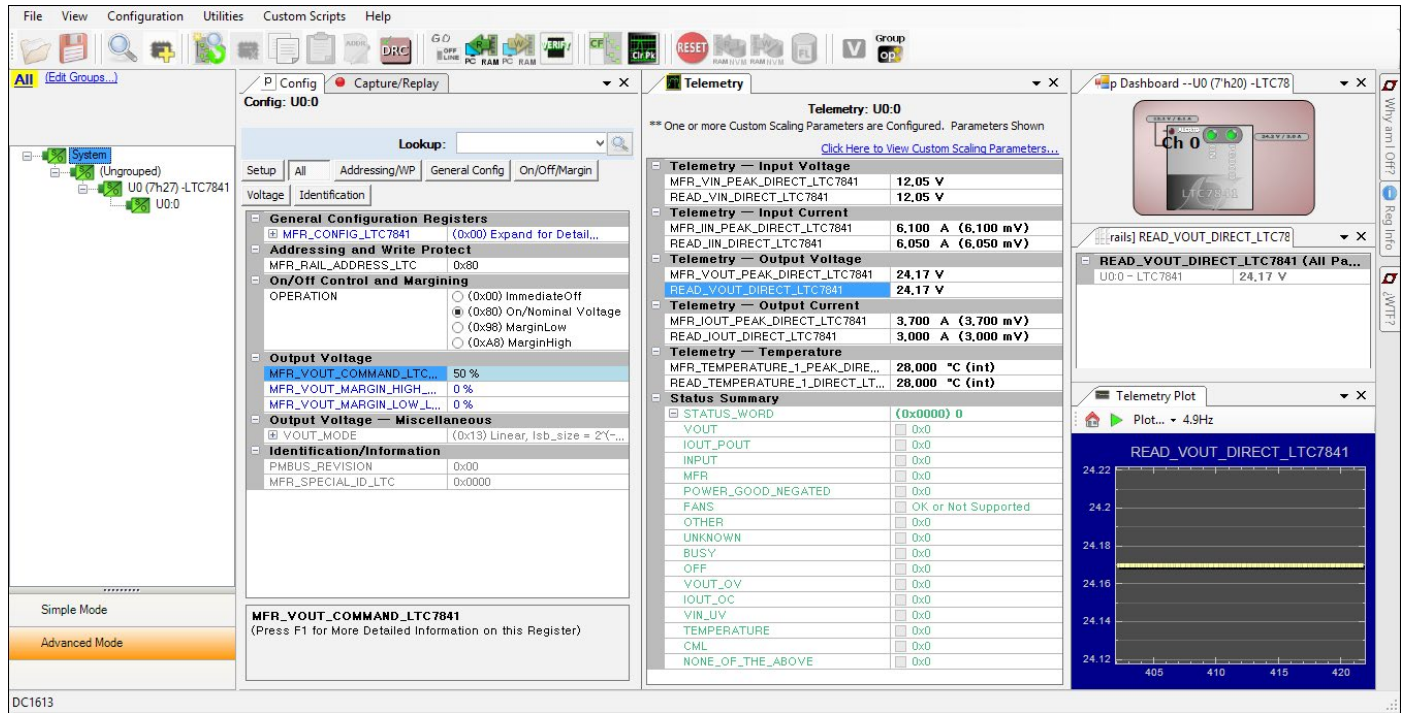 File View Configuration Utilities Custom Scripts Help
DRC GO OFF LINE PC RAM PC RAM VERIFY CF Clr Pk RESET RAM NVM RAM NVM FL V Group op
All (Edit Groups...)
System
(Ungrouped)
U0 (7h27) -LTC7841
U0:0
Simple Mode
Advanced Mode
Config Capture/Replay
Config: U0:0
Lookup:
Setup All Addressing/WP General Config On/Off/Margin
Voltage Identification
General Configuration Registers
MFR_CONFIG_LTC7841 (0x00) Expand for Detail...
Addressing and Write Protect
MFR_RAIL_ADDRESS_LTC 0x80
On/Off Control and Margining
OPERATION (0x00) ImmediateOff
(0x80) On/Nominal Voltage
(0x98) MarginLow
(0xA8) MarginHigh
Output Voltage
MFR_VOUT_COMMAND_LTC... 50 %
MFR_VOUT_MARGIN_HIGH_... 0 %
MFR_VOUT_MARGIN_LOW_L... 0 %
Output Voltage — Miscellaneous
VOUT_MODE (0x13) Linear, lsb_size = 2^(-...
Identification/Information
PMBUS_REVISION 0x00
MFR_SPECIAL_ID_LTC 0x0000
MFR_VOUT_COMMAND_LTC7841
(Press F1 for More Detailed Information on this Register)
Telemetry
Telemetry: U0:0
** One or more Custom Scaling Parameters are Configured. Parameters Shown
Click Here to View Custom Scaling Parameters...
Telemetry — Input Voltage
MFR_VIN_PEAK_DIRECT_LTC7841 12.05 V
READ_VIN_DIRECT_LTC7841 12.05 V
Telemetry — Input Current
MFR_IIN_PEAK_DIRECT_LTC7841 6.100 A (6.100 mV)
READ_IIN_DIRECT_LTC7841 6.050 A (6.050 mV)
Telemetry — Output Voltage
MFR_VOUT_PEAK_DIRECT_LTC7841 24.17 V
READ_VOUT_DIRECT_LTC7841 24.17 V
Telemetry — Output Current
MFR_IOUT_PEAK_DIRECT_LTC7841 3.700 A (3.700 mV)
READ_IOUT_DIRECT_LTC7841 3.000 A (3.000 mV)
Telemetry — Temperature
MFR_TEMPERATURE_1_PEAK_DIRE... 28.000 °C (int)
READ_TEMPERATURE_1_DIRECT_LT... 28.000 °C (int)
Status Summary
STATUS_WORD (0x0000) 0
VOUT 0x0
IOUT_POUT 0x0
INPUT 0x0
MFR 0x0
POWER_GOOD_NEGATED 0x0
FANS OK or Not Supported
OTHER 0x0
UNKNOWN 0x0
BUSY 0x0
OFF 0x0
VOUT_OV 0x0
IOUT_OC 0x0
VIN_UV 0x0
TEMPERATURE 0x0
CML 0x0
NONE_OF_THE_ABOVE 0x0
p Dashboard --U0 (7'h20) -LTC78
Ch 0
rails] READ_VOUT_DIRECT_LTC78
READ_VOUT_DIRECT_LTC7841 (All Pa...
U0:0 - LTC7841 24.17 V
Telemetry Plot
Plot... 4.9Hz
READ_VOUT_DIRECT_LTC7841
24.22
24.2
24.18
24.16
24.14
24.12
405 410 415 420
Why am I Off?
Reg Info
¿WTF?
DC1613